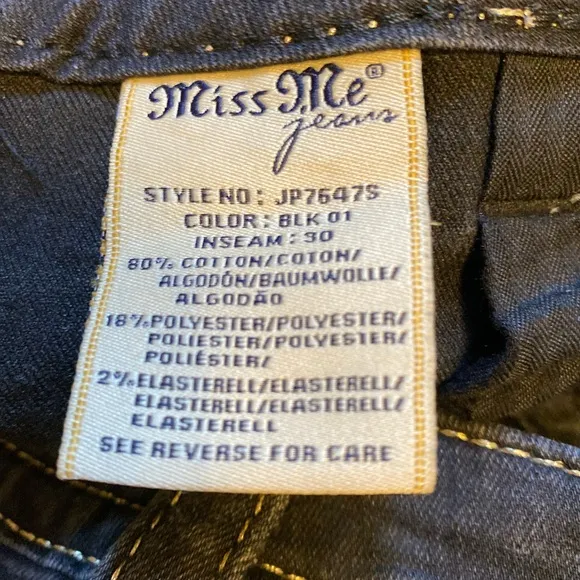 Miss Me®
jeans
STYLE NO: JP7647S
COLOR: BLK 01
INSEAM: 30
80% COTTON/COTON/
ALGODÓN/BAUMWOLLE/
ALGODÃO
18%POLYESTER/POLYESTER/
POLIESTER/POLYESTER/
POLIÉSTER/
2%ELASTERELL/ELASTERELL/
ELASTERELL/ELASTERELL/
ELASTERELL
SEE REVERSE FOR CARE